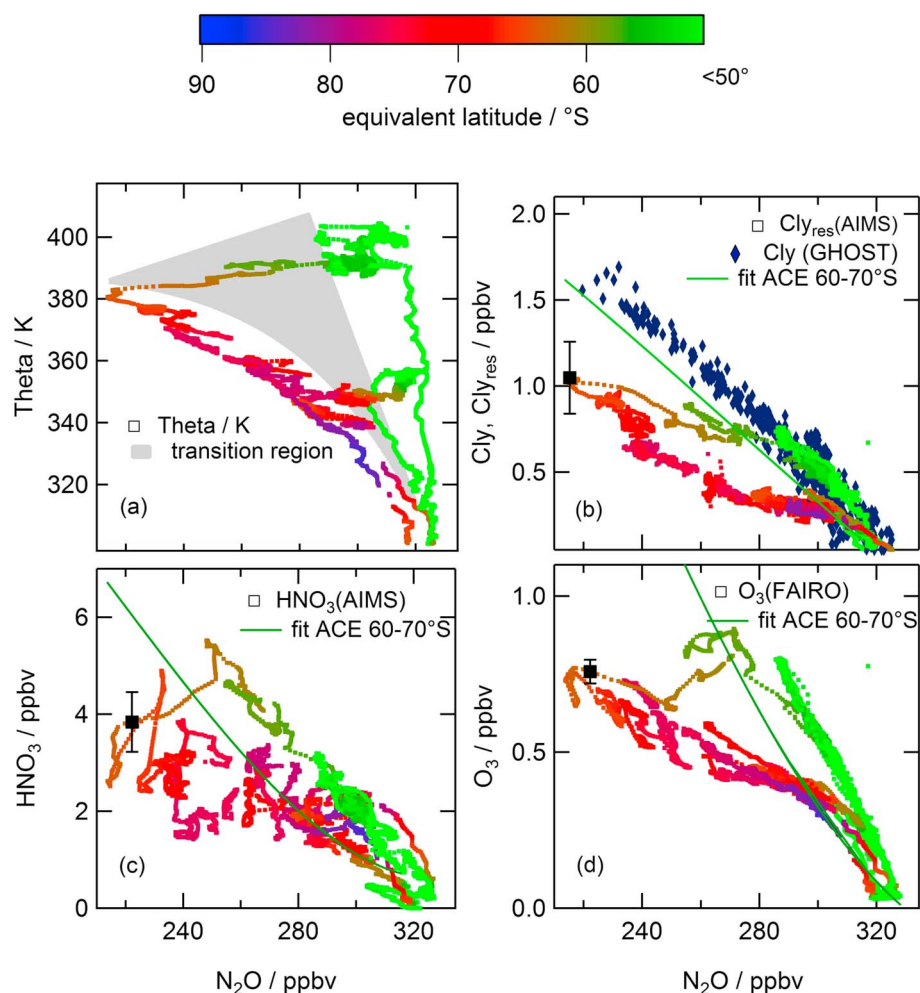 90 80 70 60 <50°
equivalent latitude / °S
Theta / K
400
380
360
340
320
Theta / K
transition region
(a)
Cly, Cly_res / ppbv
2.0
1.5
1.0
0.5
Cly_res(AIMS)
Cly (GHOST)
fit ACE 60-70°S
(b)
HNO₃ / ppbv
6
4
2
0
HNO₃(AIMS)
fit ACE 60-70°S
(c)
240 280 320
N₂O / ppbv
O₃ / ppbv
1.0
0.5
0.0
O₃(FAIRO)
fit ACE 60-70°S
(d)
240 280 320
N₂O / ppbv